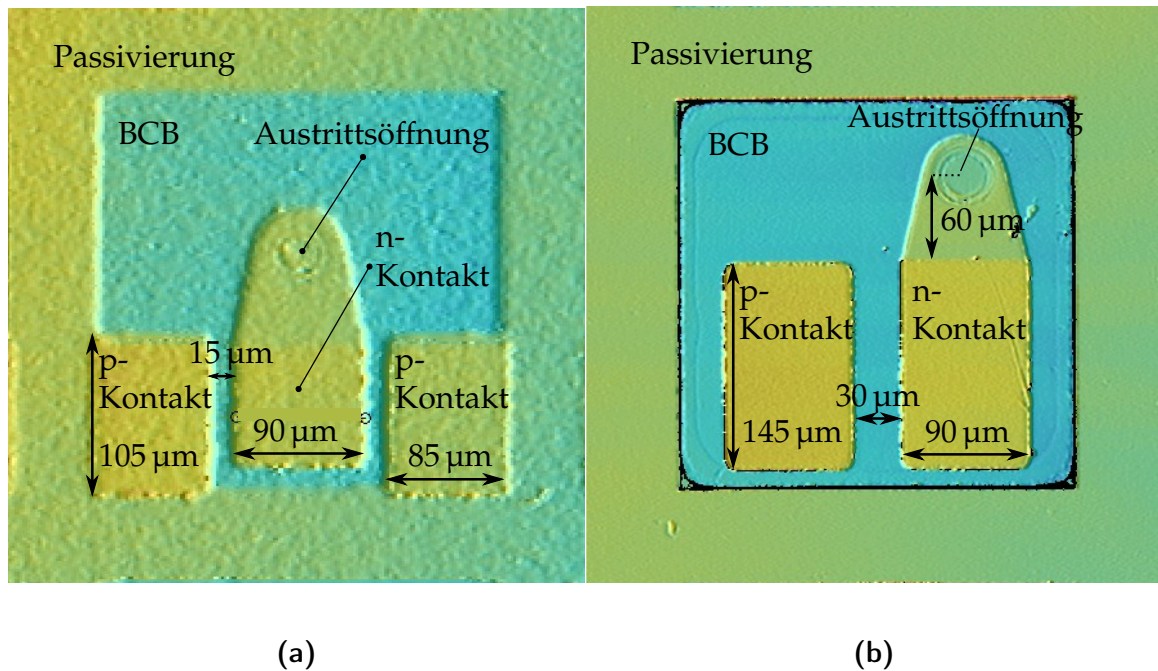 Passivierung
BCB
Austrittsöffnung
n-
Kontakt
15 µm
p-
Kontakt
p-
Kontakt
90 µm
105 µm
85 µm
(a)
Passivierung
Austrittsöffnung
BCB
60 µm
p-
Kontakt
n-
Kontakt
30 µm
145 µm
90 µm
(b)